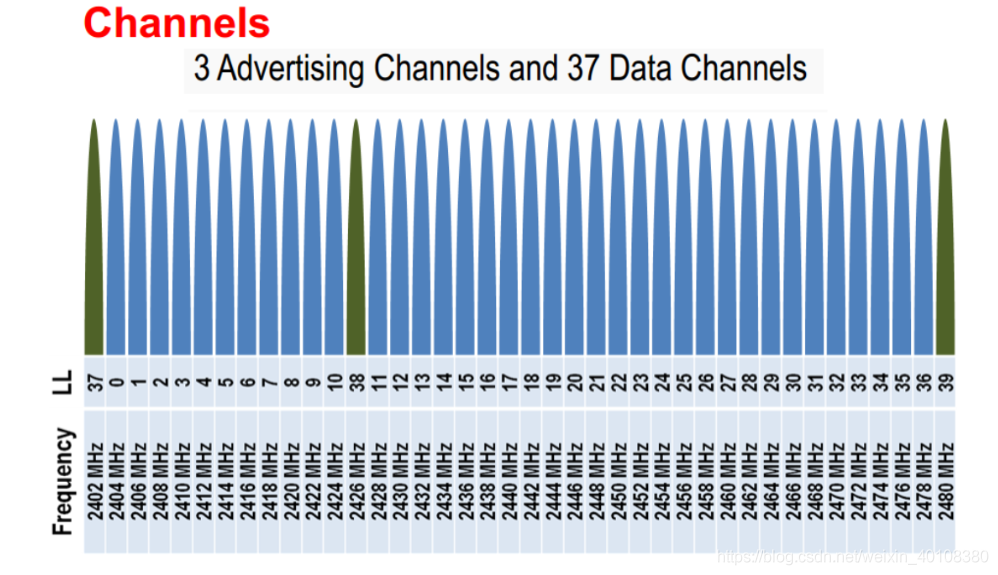 Channels
3 Advertising Channels and 37 Data Channels
LL 37 0 1 2 3 4 5 6 7 8 9 10 38 11 12 13 14 15 16 17 18 19 20 21 22 23 24 25 26 27 28 29 30 31 32 33 34 35 36 39
Frequency 2402 MHz 2404 MHz 2406 MHz 2408 MHz 2410 MHz 2412 MHz 2414 MHz 2416 MHz 2418 MHz 2420 MHz 2422 MHz 2424 MHz 2426 MHz 2428 MHz 2430 MHz 2432 MHz 2434 MHz 2436 MHz 2438 MHz 2440 MHz 2442 MHz 2444 MHz 2446 MHz 2448 MHz 2450 MHz 2452 MHz 2454 MHz 2456 MHz 2458 MHz 2460 MHz 2462 MHz 2464 MHz 2466 MHz 2468 MHz 2470 MHz 2472 MHz 2474 MHz 2476 MHz 2478 MHz 2480 MHz
https://blog.csdn.net/weixin_40108380